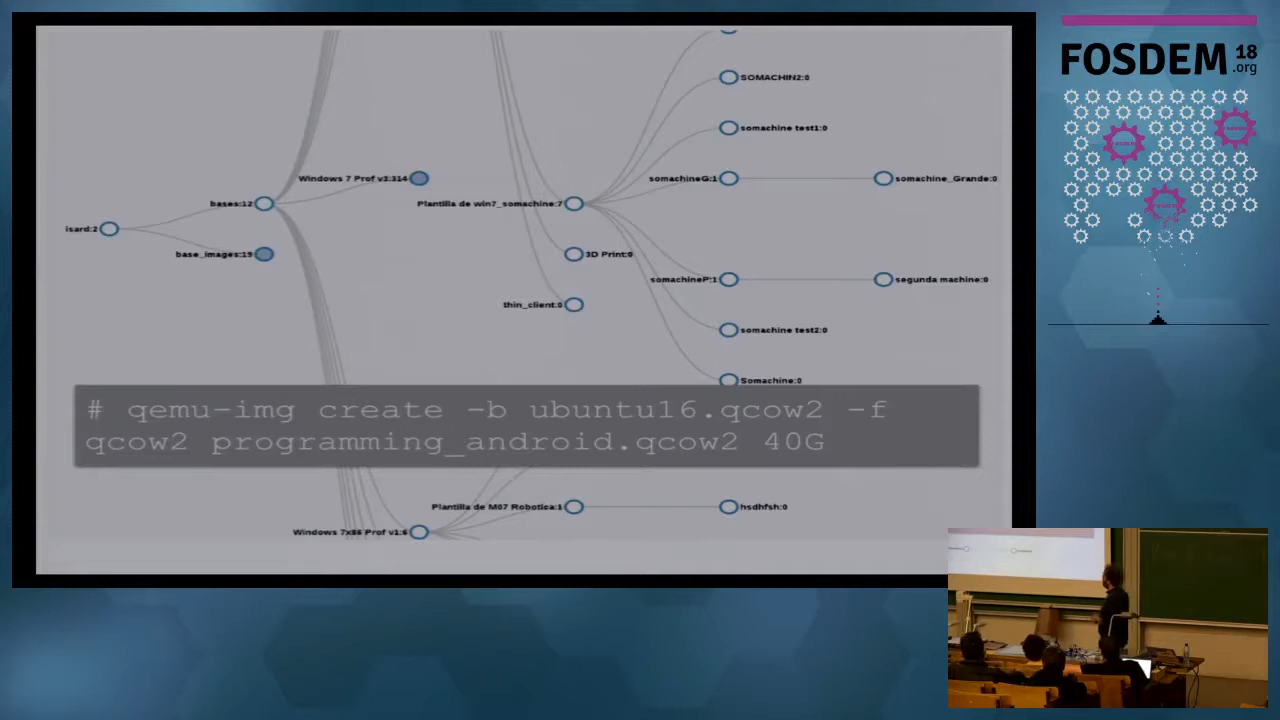 SOMACHIN2:0
somachine test1:0
Windows 7 Prof v3:314
somachineG:1
somachine_Grande:0
bases:12
Plantilla de win7_somachine:7
isard:2
base_images:19
3D Print:0
somachineP:1
segunda machine:0
thin_client:0
somachine test2:0
Somachine:0
# qemu-img create -b ubuntu16.qcow2 -f
qcow2 programming_android.qcow2 40G
Plantilla de M07 Robotica:1
hsdhfsh:0
Windows 7x86 Prof v1:6
FOSDEM 18
.org